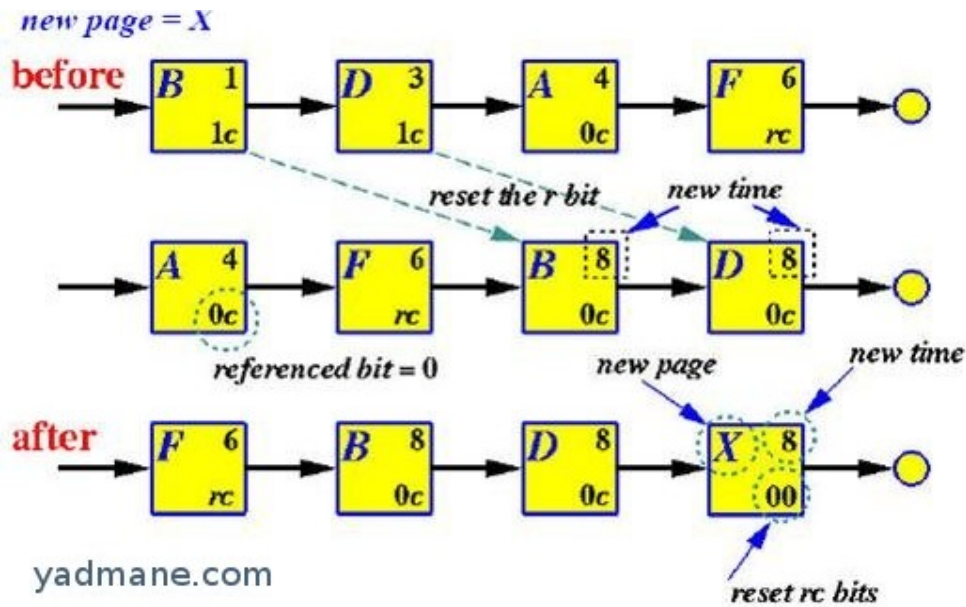 new page = X
before
B 1
1c
D 3
1c
A 4
0c
F 6
rc
reset the r bit
new time
A 4
0c
F 6
rc
B 8
0c
D 8
0c
referenced bit = 0
new page
new time
after
F 6
rc
B 8
0c
D 8
0c
X 8
00
yadmane.com
reset rc bits